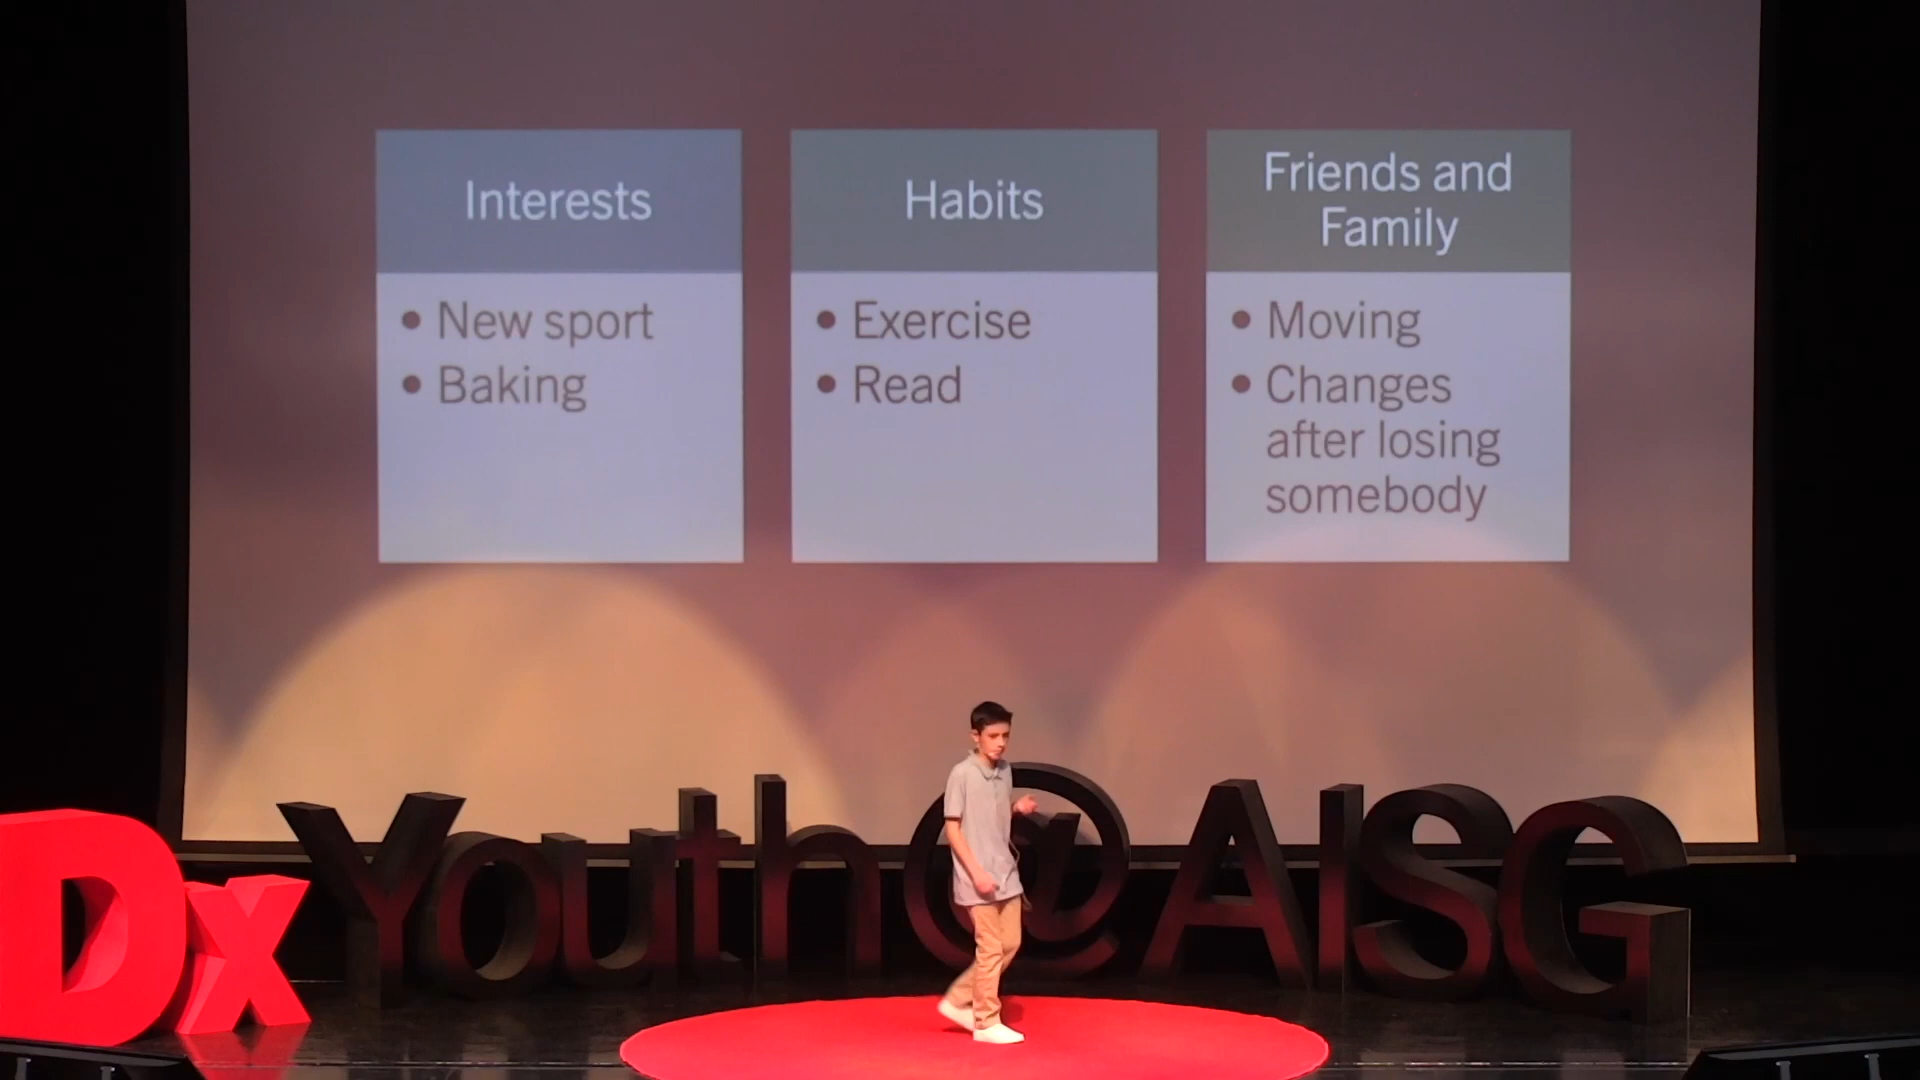 Interests
• New sport
• Baking
Habits
• Exercise
• Read
Friends and
Family
• Moving
• Changes
after losing
somebody
Dx Youth@AISG